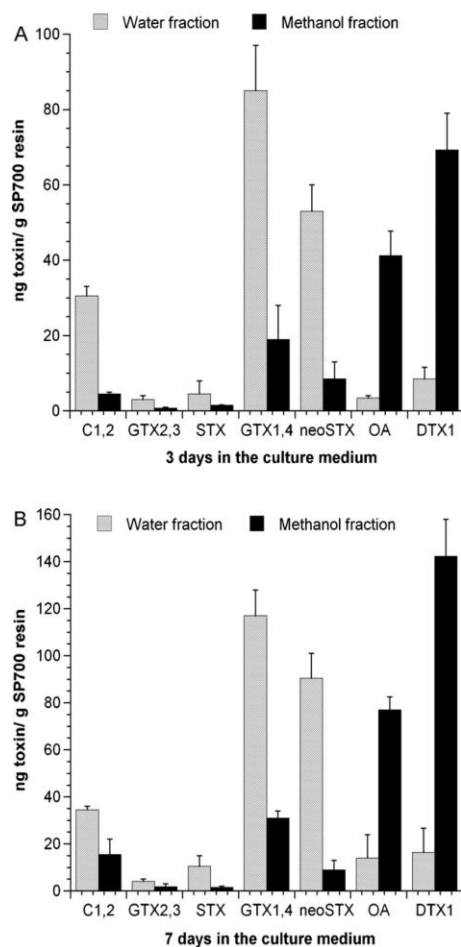 A
Water fraction Methanol fraction
ng toxin/ g SP700 resin
100
80
60
40
20
0
C1,2 GTX2,3 STX GTX1,4 neoSTX OA DTX1
3 days in the culture medium
B
Water fraction Methanol fraction
ng toxin/ g SP700 resin
160
140
120
100
80
60
40
20
0
C1,2 GTX2,3 STX GTX1,4 neoSTX OA DTX1
7 days in the culture medium